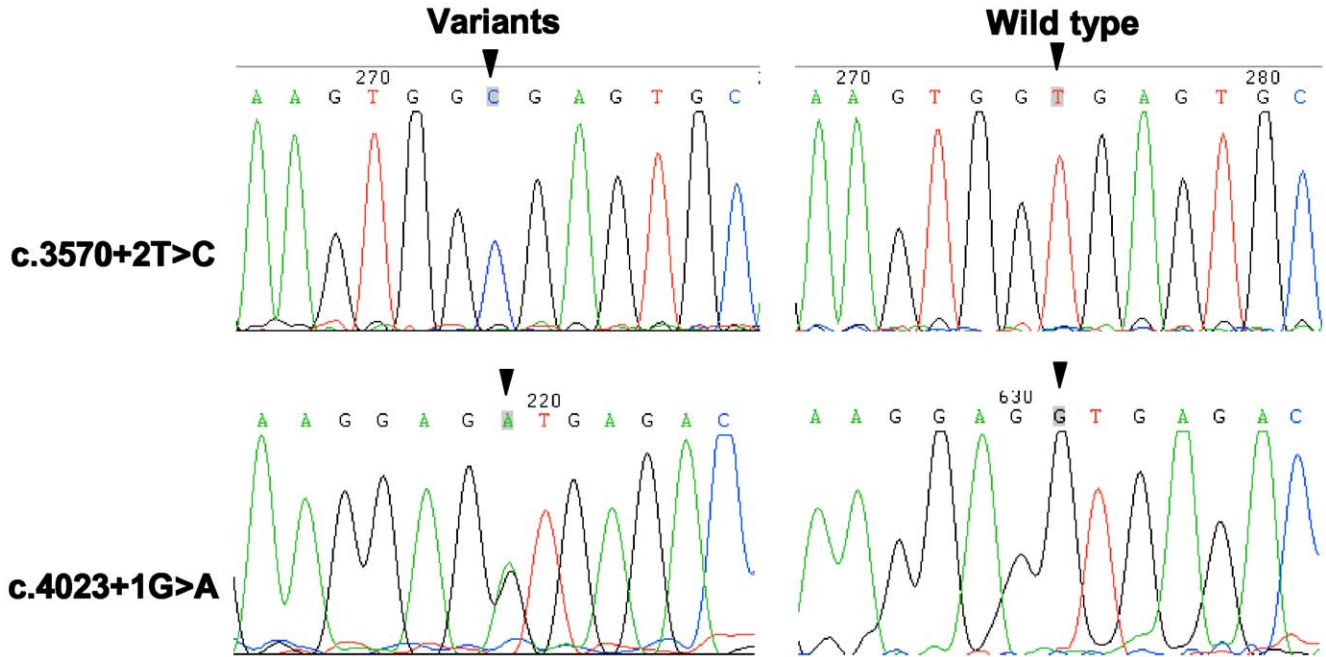 Variants
Wild type
270
A A G T G G C G A G T G C
270 280
A A G T G G T G A G T G C
c.3570+2T>C
220
A A G G A G A T G A G A C
630
A A G G A G G T G A G A C
c.4023+1G>A